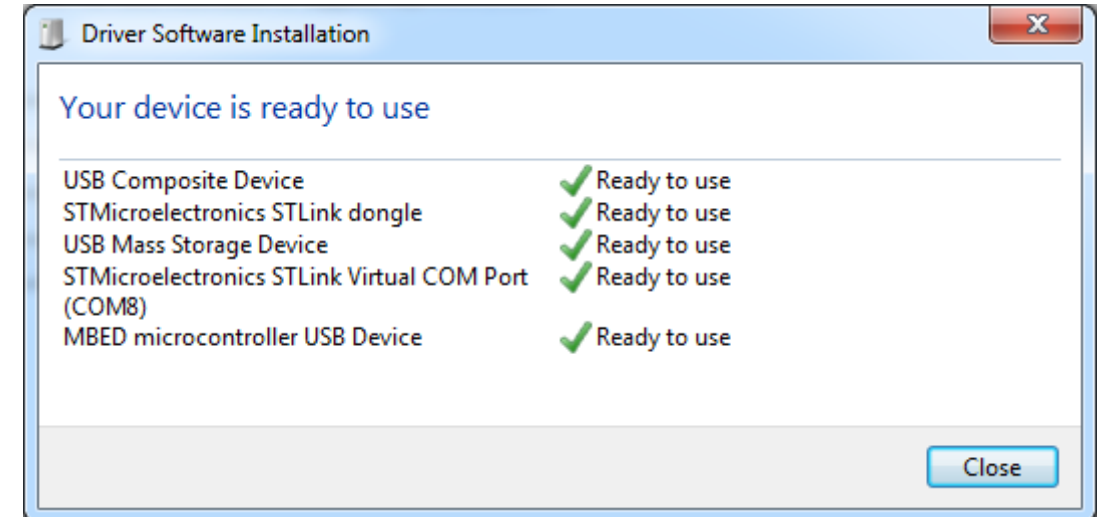 Driver Software Installation
Your device is ready to use
USB Composite Device Ready to use
STMicroelectronics STLink dongle Ready to use
USB Mass Storage Device Ready to use
STMicroelectronics STLink Virtual COM Port Ready to use
(COM8)
MBED microcontroller USB Device Ready to use
Close